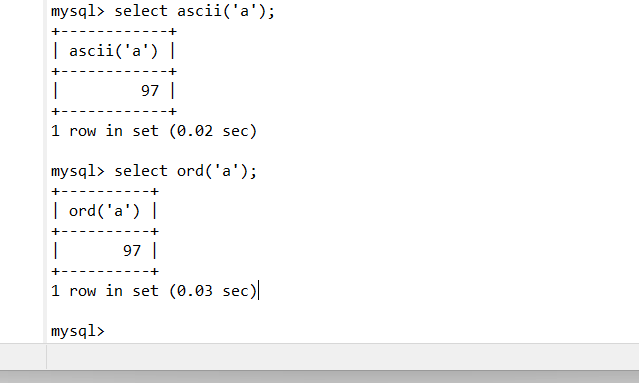 mysql> select ascii('a');
+------------+
| ascii('a') |
+------------+
|         97 |
+------------+
1 row in set (0.02 sec)

mysql> select ord('a');
+----------+
| ord('a') |
+----------+
|       97 |
+----------+
1 row in set (0.03 sec)

mysql>